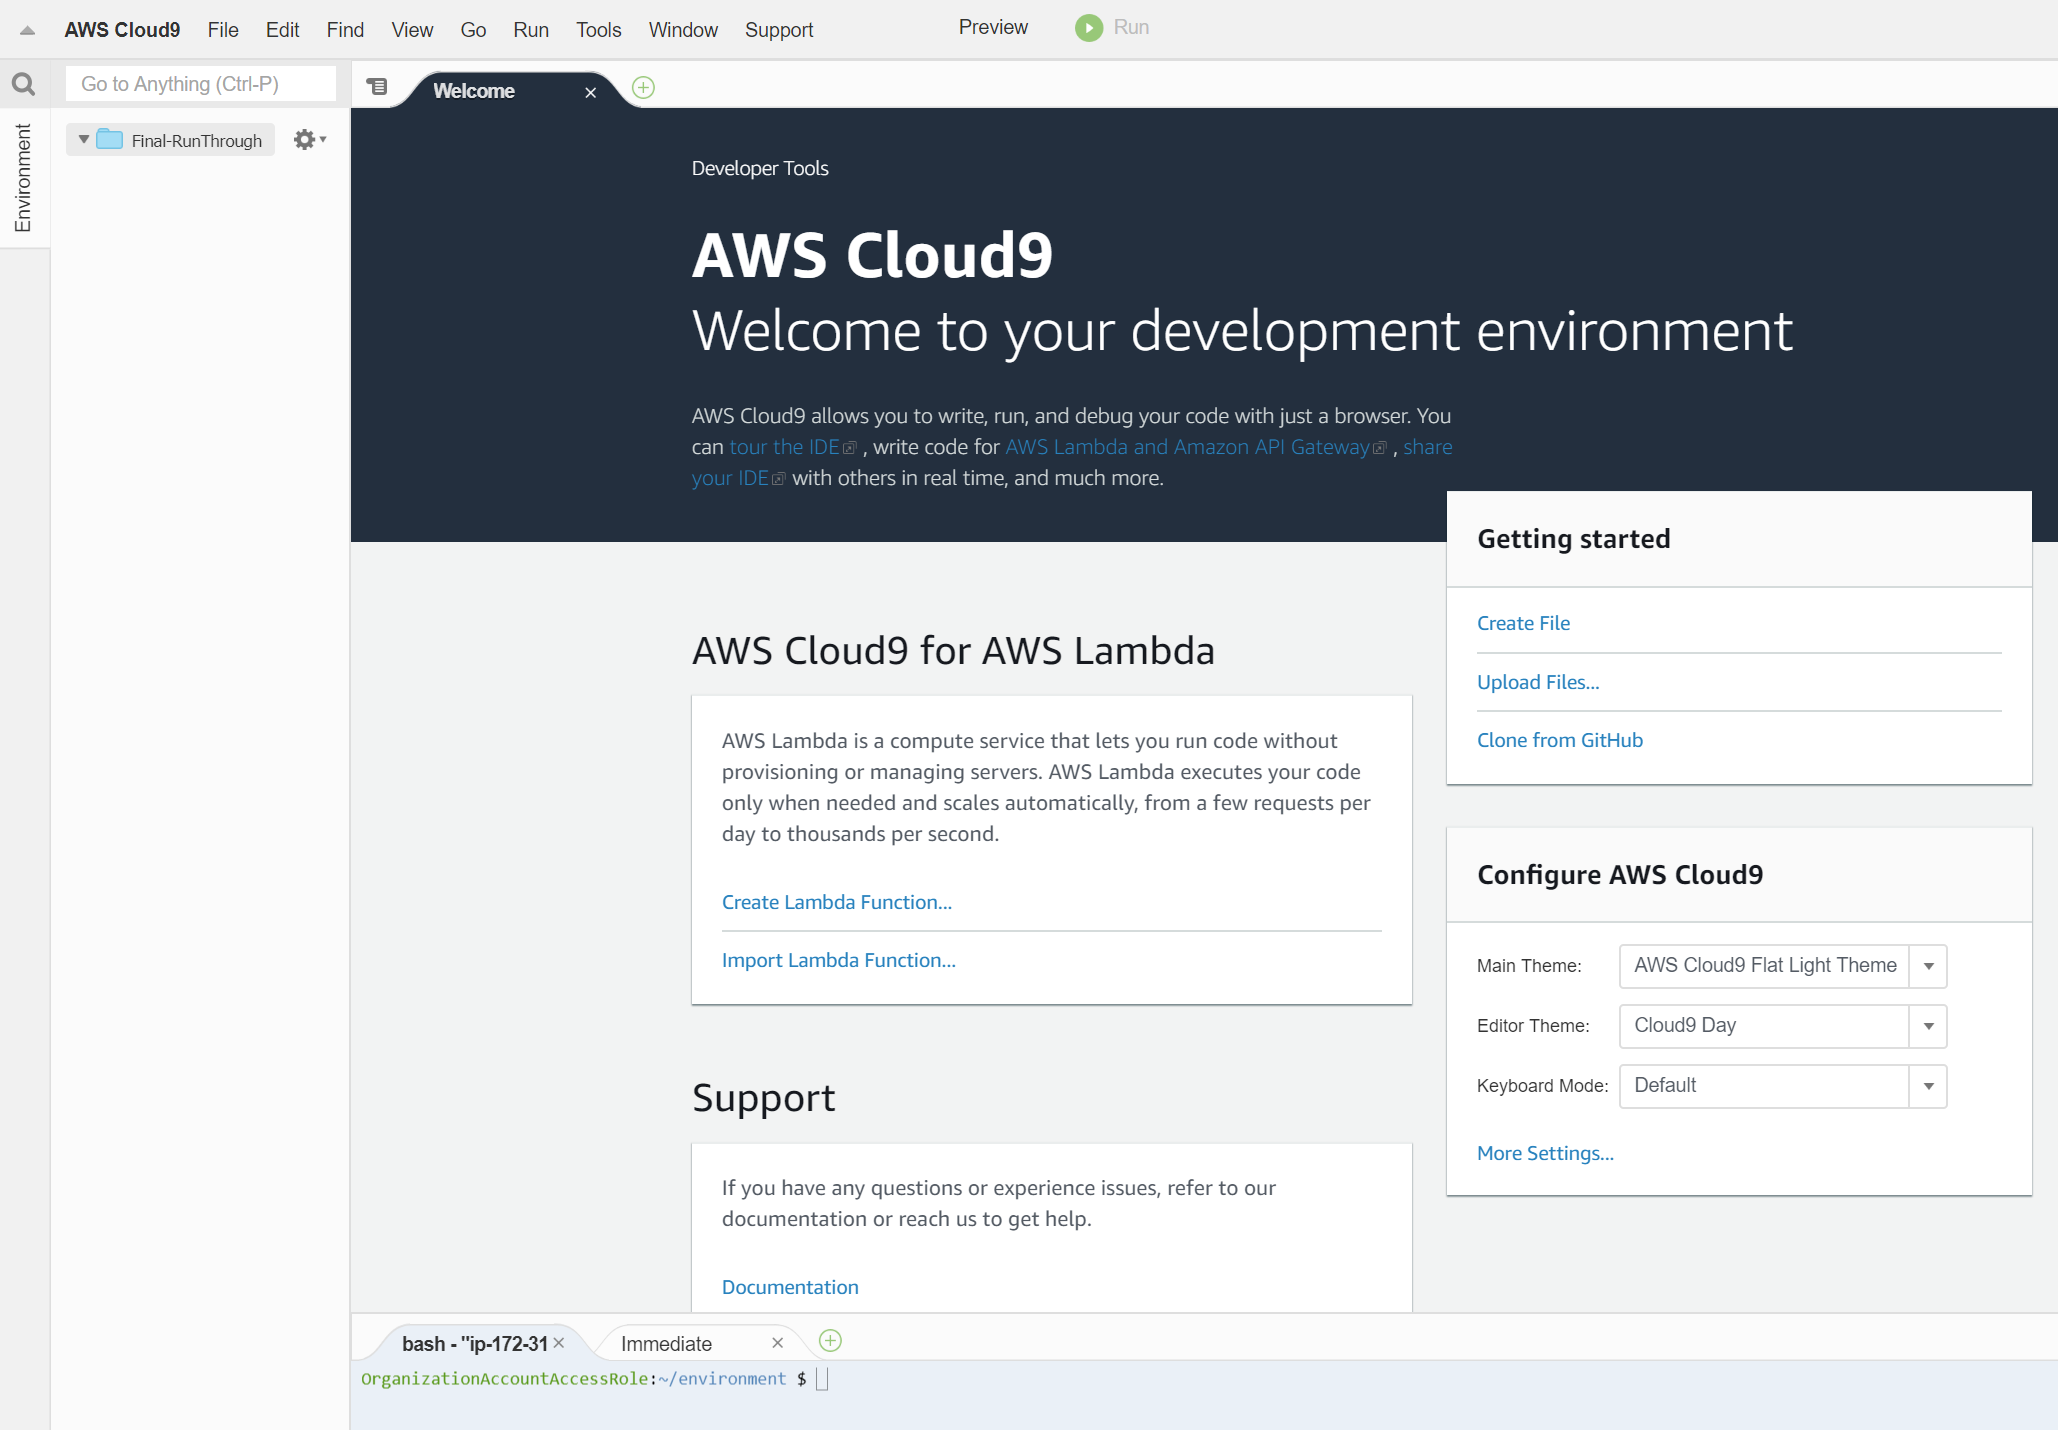 AWS Cloud9 File Edit Find View Go Run Tools Window Support Preview Run
Go to Anything (Ctrl-P)
Welcome
Environment
Final-RunThrough
Developer Tools
AWS Cloud9
Welcome to your development environment
AWS Cloud9 allows you to write, run, and debug your code with just a browser. You
can tour the IDE , write code for AWS Lambda and Amazon API Gateway , share
your IDE with others in real time, and much more.
Getting started
Create File
Upload Files...
Clone from GitHub
AWS Cloud9 for AWS Lambda
AWS Lambda is a compute service that lets you run code without
provisioning or managing servers. AWS Lambda executes your code
only when needed and scales automatically, from a few requests per
day to thousands per second.
Create Lambda Function...
Import Lambda Function...
Configure AWS Cloud9
Main Theme: AWS Cloud9 Flat Light Theme
Editor Theme: Cloud9 Day
Keyboard Mode: Default
More Settings...
Support
If you have any questions or experience issues, refer to our
documentation or reach us to get help.
Documentation
bash - "ip-172-31 Immediate
OrganizationAccountAccessRole:~/environment $